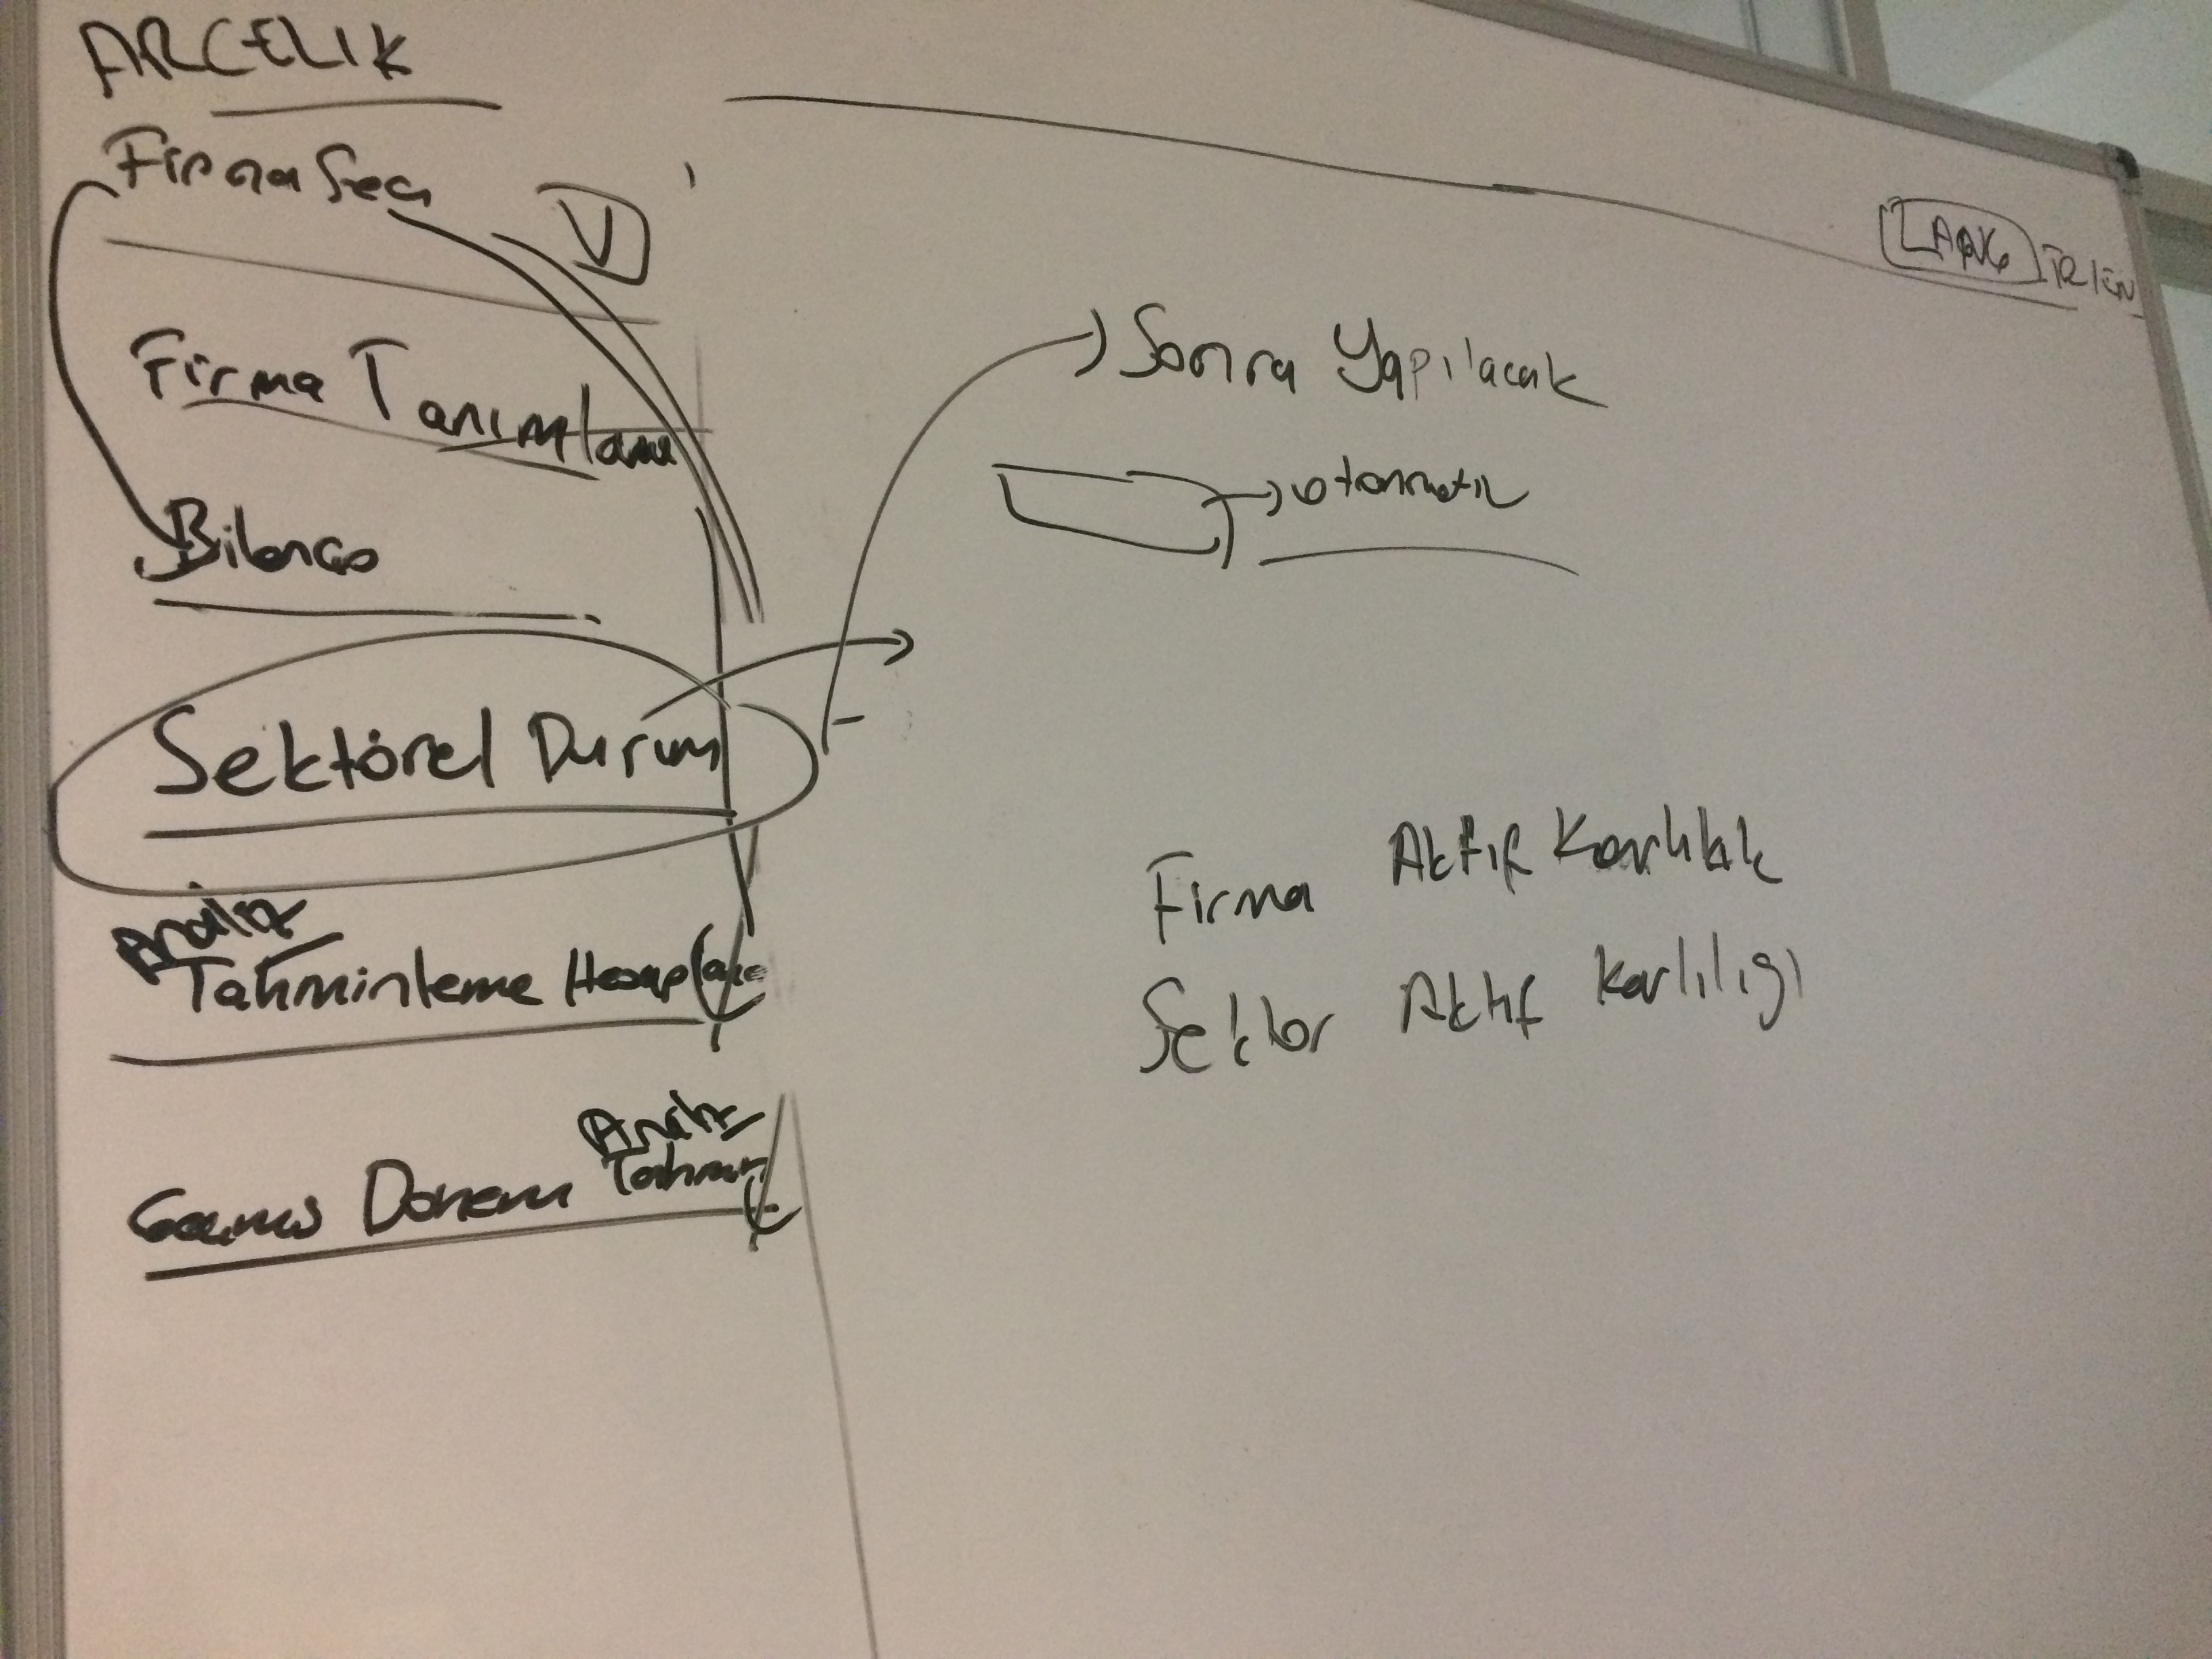 ARCELIK
Firma Seç
V
LANG TR/EN
Firma Tanımlama
Bilanço
Sonra Yapılacak
otomatik
Sektörel Durum
Firma Aktif Karlılık
Sektör Aktif Karlılıgı
Analiz
Tahminleme Hesaplama
Analiz
Tahmin
Geçmiş Dönem